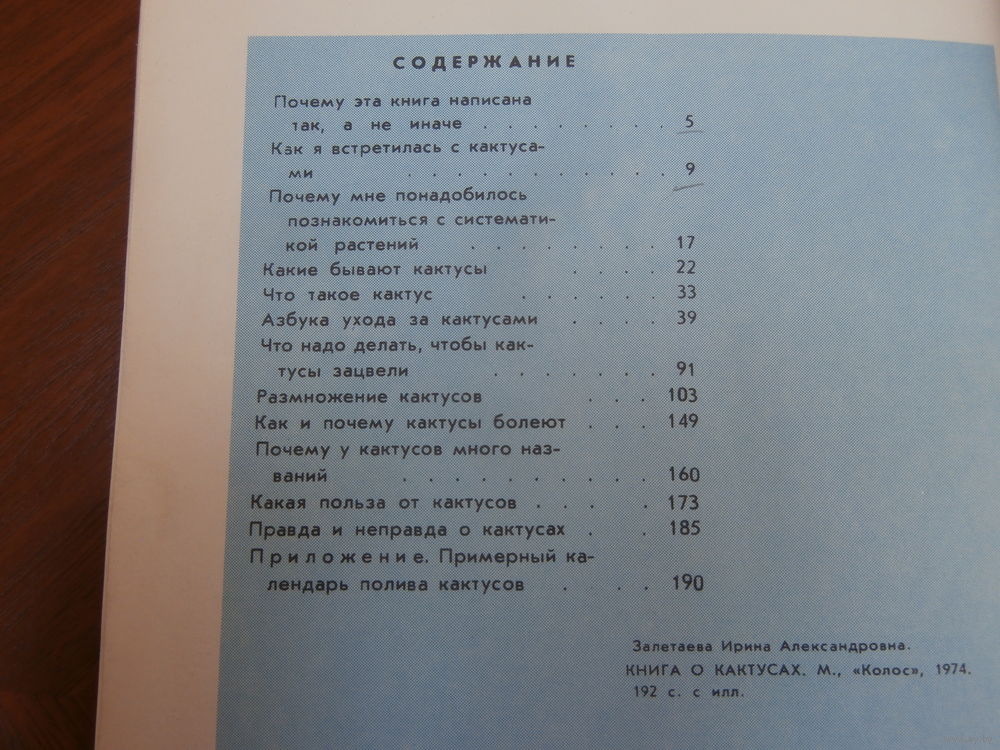 СОДЕРЖАНИЕ
Почему эта книга написана
так, а не иначе . . . . . . . . 5
Как я встретилась с кактуса-
ми . . . . . . . . . . . 9
Почему мне понадобилось
познакомиться с системати-
кой растений . . . . . . . . 17
Какие бывают кактусы . . . . 22
Что такое кактус . . . . . . 33
Азбука ухода за кактусами . . . . 39
Что надо делать, чтобы как-
тусы зацвели . . . . . . . 91
Размножение кактусов . . . 103
Как и почему кактусы болеют . . . 149
Почему у кактусов много наз-
ваний . . . . . . . . . . 160
Какая польза от кактусов . . . . 173
Правда и неправда о кактусах . . 185
Приложение. Примерный ка-
лендарь полива кактусов . . . 190
Залетаева Ирина Александровна.
КНИГА О КАКТУСАХ. М., «Колос», 1974.
192 с. с илл.